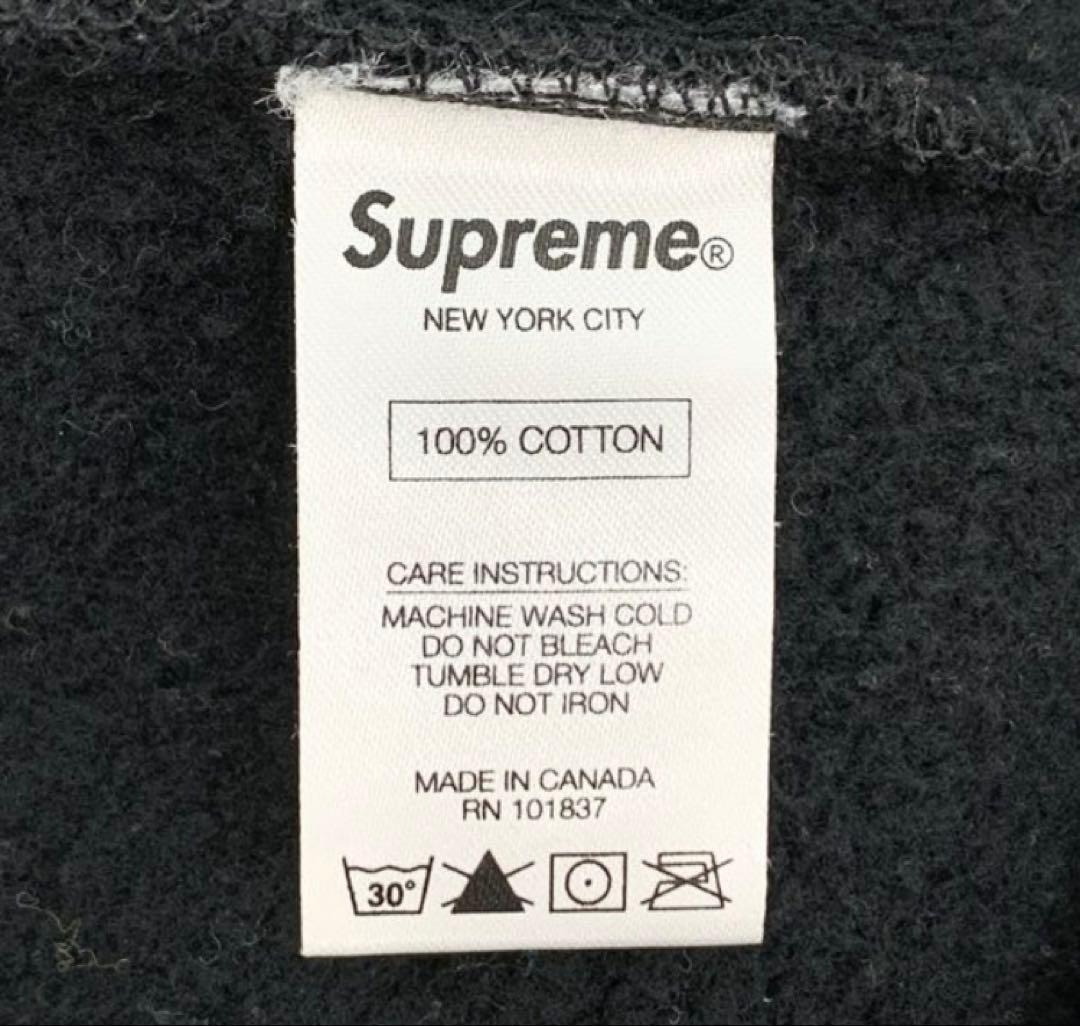 Supreme®
NEW YORK CITY
100% COTTON
CARE INSTRUCTIONS:
MACHINE WASH COLD
DO NOT BLEACH
TUMBLE DRY LOW
DO NOT IRON
MADE IN CANADA
RN 101837
30°